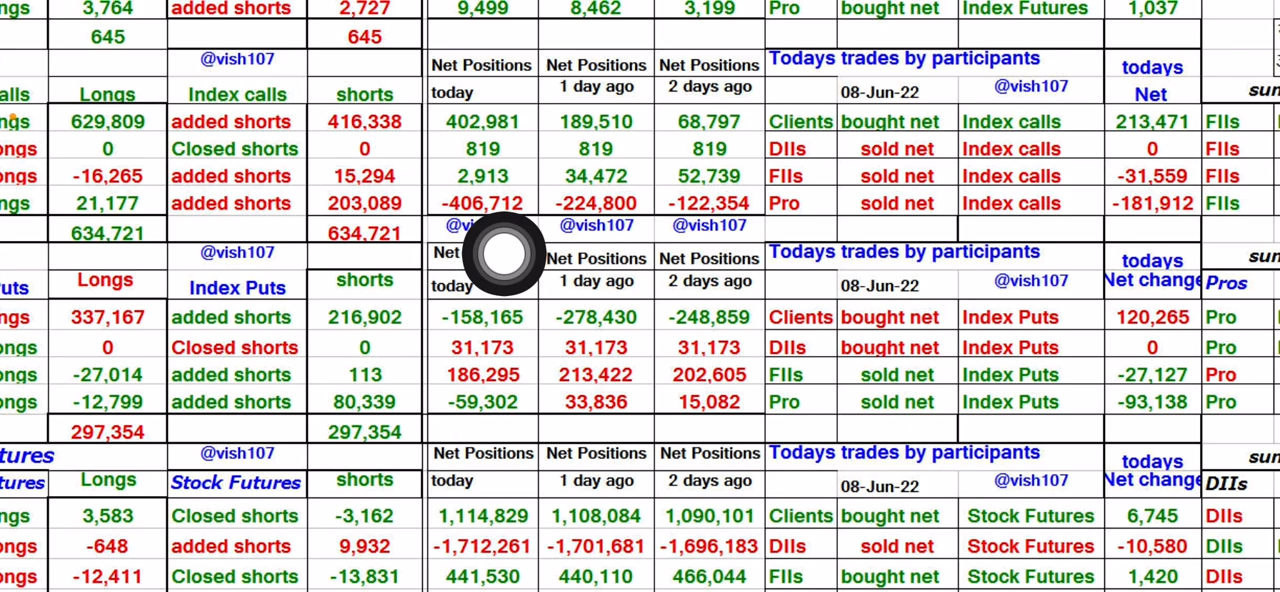 ngs 3,764 added shorts 2,727 9,499 8,462 3,199 Pro bought net Index Futures 1,037
645 645
@vish107 Net Positions Net Positions Net Positions Todays trades by participants todays
alls Longs Index calls shorts today 1 day ago 2 days ago 08-Jun-22 @vish107 Net sun
ngs 629,809 added shorts 416,338 402,981 189,510 68,797 Clients bought net Index calls 213,471 FIIs
ongs 0 Closed shorts 0 819 819 819 DIIs sold net Index calls 0 FIIs
ongs -16,265 added shorts 15,294 2,913 34,472 52,739 FIIs sold net Index calls -31,559 FIIs
ngs 21,177 added shorts 203,089 -406,712 -224,800 -122,354 Pro sold net Index calls -181,912 FIIs
634,721 634,721 @vi @vish107 @vish107
@vish107 Net Net Positions Net Positions Todays trades by participants todays sun
uts Longs Index Puts shorts today 1 day ago 2 days ago 08-Jun-22 @vish107 Net change Pros
ngs 337,167 added shorts 216,902 -158,165 -278,430 -248,859 Clients bought net Index Puts 120,265 Pro
ongs 0 Closed shorts 0 31,173 31,173 31,173 DIIs bought net Index Puts 0 Pro
ongs -27,014 added shorts 113 186,295 213,422 202,605 FIIs sold net Index Puts -27,127 Pro
ongs -12,799 added shorts 80,339 -59,302 33,836 15,082 Pro sold net Index Puts -93,138 Pro
297,354 297,354
tures @vish107 Net Positions Net Positions Net Positions Todays trades by participants todays sun
tures Longs Stock Futures shorts today 1 day ago 2 days ago 08-Jun-22 @vish107 Net change DIIs
ngs 3,583 Closed shorts -3,162 1,114,829 1,108,084 1,090,101 Clients bought net Stock Futures 6,745 DIIs
ongs -648 added shorts 9,932 -1,712,261 -1,701,681 -1,696,183 DIIs sold net Stock Futures -10,580 DIIs
ongs -12,411 Closed shorts -13,831 441,530 440,110 466,044 FIIs bought net Stock Futures 1,420 DIIs